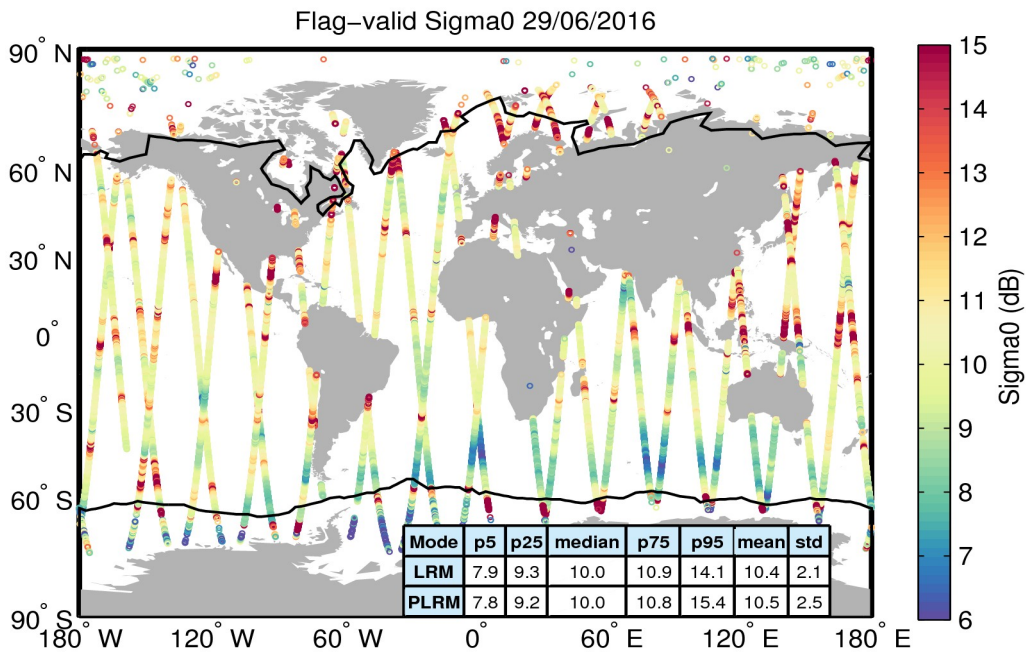 Flag−valid Sigma0 29/06/2016
90° N
60° N
30° N
0°
30° S
60° S
90° S
180° W
120° W
60° W
0°
60° E
120° E
180° E
15
14
13
12
11
10
9
8
7
6
Sigma0 (dB)
Mode p5 p25 median p75 p95 mean std
LRM 7.9 9.3 10.0 10.9 14.1 10.4 2.1
PLRM 7.8 9.2 10.0 10.8 15.4 10.5 2.5